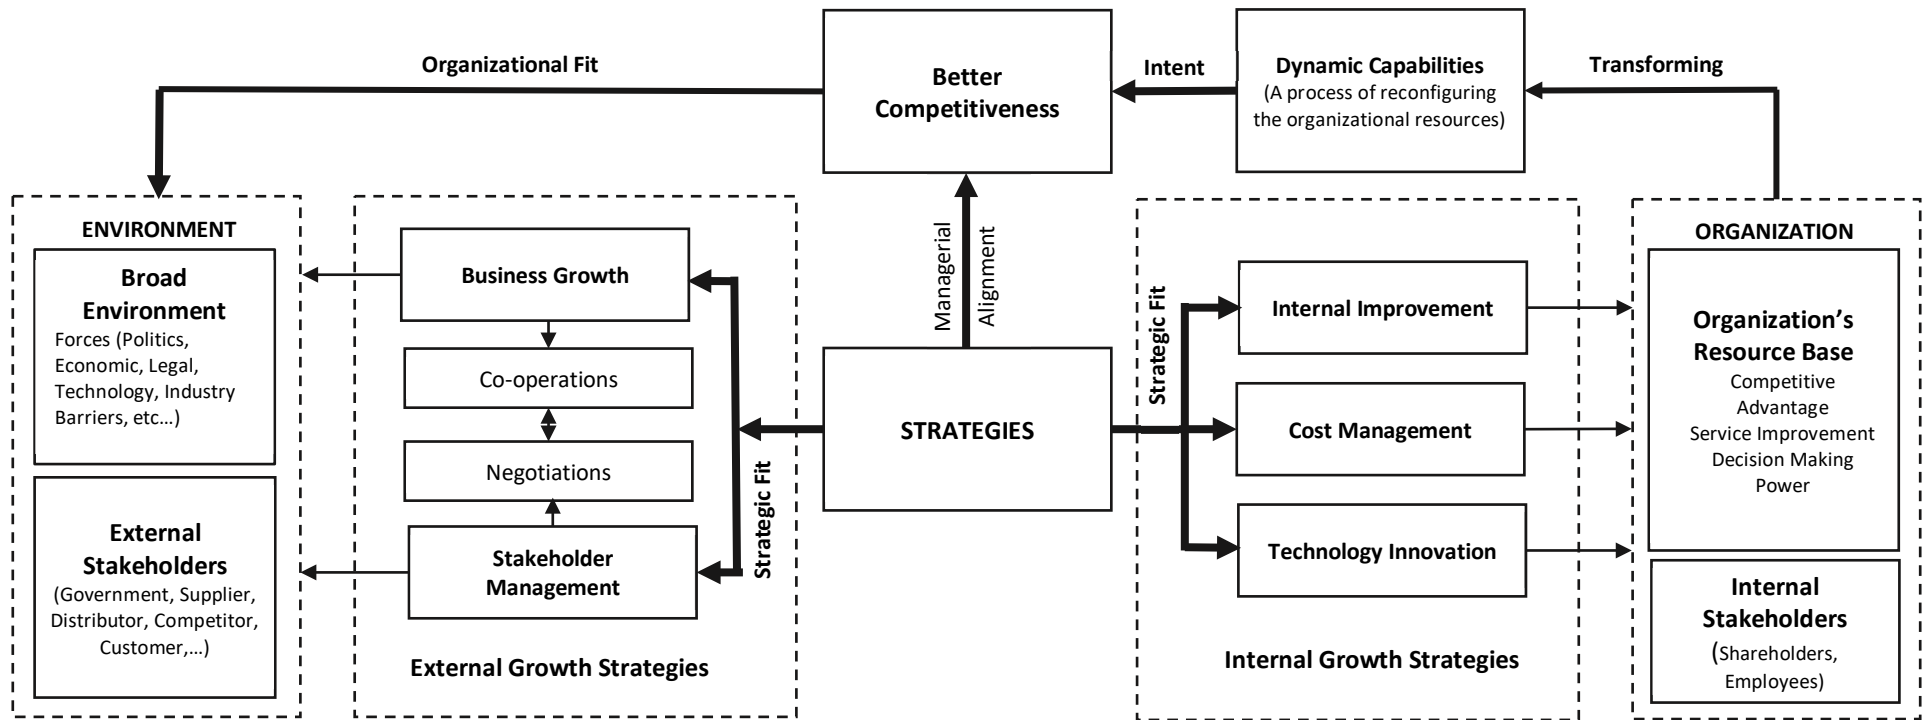 Organizational Fit
Better
Competitiveness
Intent
Dynamic Capabilities
(A process of reconfiguring
the organizational resources)
Transforming
ENVIRONMENT
Broad
Environment
Forces (Politics,
Economic, Legal,
Technology, Industry
Barriers, etc...)
External
Stakeholders
(Government, Supplier,
Distributor, Competitor,
Customer,...)
Business Growth
Co-operations
Negotiations
Stakeholder
Management
External Growth Strategies
Strategic Fit
Managerial
Alignment
STRATEGIES
Strategic Fit
Internal Improvement
Cost Management
Technology Innovation
Internal Growth Strategies
ORGANIZATION
Organization’s
Resource Base
Competitive
Advantage
Service Improvement
Decision Making
Power
Internal
Stakeholders
(Shareholders,
Employees)